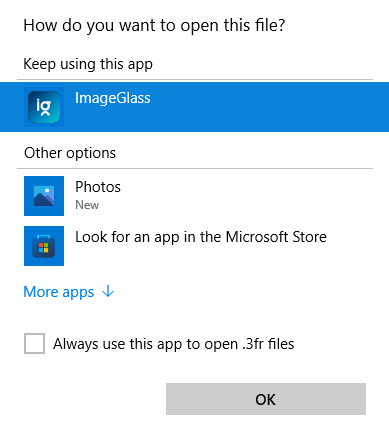 How do you want to open this file?
Keep using this app
ig
ImageGlass
Other options
Photos
New
Look for an app in the Microsoft Store
More apps ↓
Always use this app to open .3fr files
OK